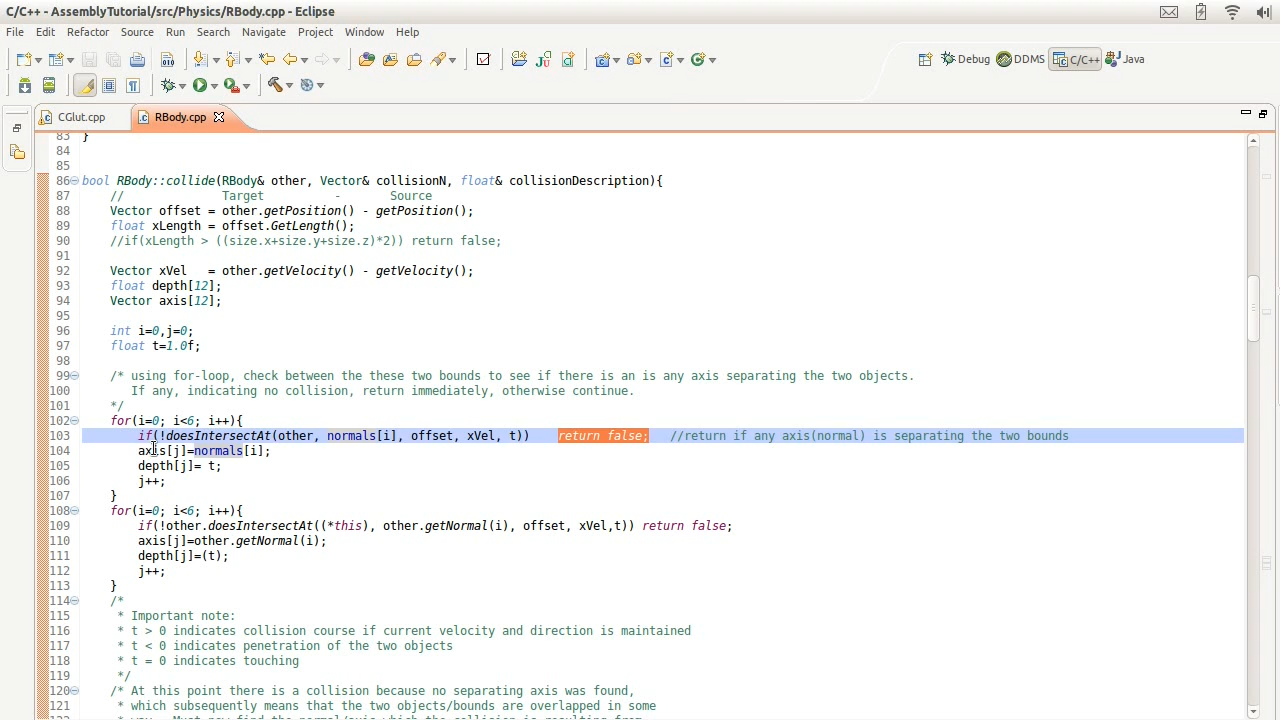 C/C++ - AssemblyTutorial/src/Physics/RBody.cpp - Eclipse
File Edit Refactor Source Run Search Navigate Project Window Help
Debug DDMS C/C++ Java
CGlut.cpp RBody.cpp
83 }
84
85
86 bool RBody::collide(RBody& other, Vector& collisionN, float& collisionDescription){
87 // Target - Source
88 Vector offset = other.getPosition() - getPosition();
89 float xLength = offset.GetLength();
90 //if(xLength > ((size.x+size.y+size.z)*2)) return false;
91
92 Vector xVel = other.getVelocity() - getVelocity();
93 float depth[12];
94 Vector axis[12];
95
96 int i=0,j=0;
97 float t=1.0f;
98
99 /* using for-loop, check between the these two bounds to see if there is an is any axis separating the two objects.
100 If any, indicating no collision, return immediately, otherwise continue.
101 */
102 for(i=0; i<6; i++){
103 if(!doesIntersectAt(other, normals[i], offset, xVel, t)) return false; //return if any axis(normal) is separating the two bounds
104 axis[j]=normals[i];
105 depth[j]= t;
106 j++;
107 }
108 for(i=0; i<6; i++){
109 if(!other.doesIntersectAt((*this), other.getNormal(i), offset, xVel,t)) return false;
110 axis[j]=other.getNormal(i);
111 depth[j]=(t);
112 j++;
113 }
114 /*
115 * Important note:
116 * t > 0 indicates collision course if current velocity and direction is maintained
117 * t < 0 indicates penetration of the two objects
118 * t = 0 indicates touching
119 */
120 /* At this point there is a collision because no separating axis was found,
121 * which subsequently means that the two objects/bounds are overlapped in some